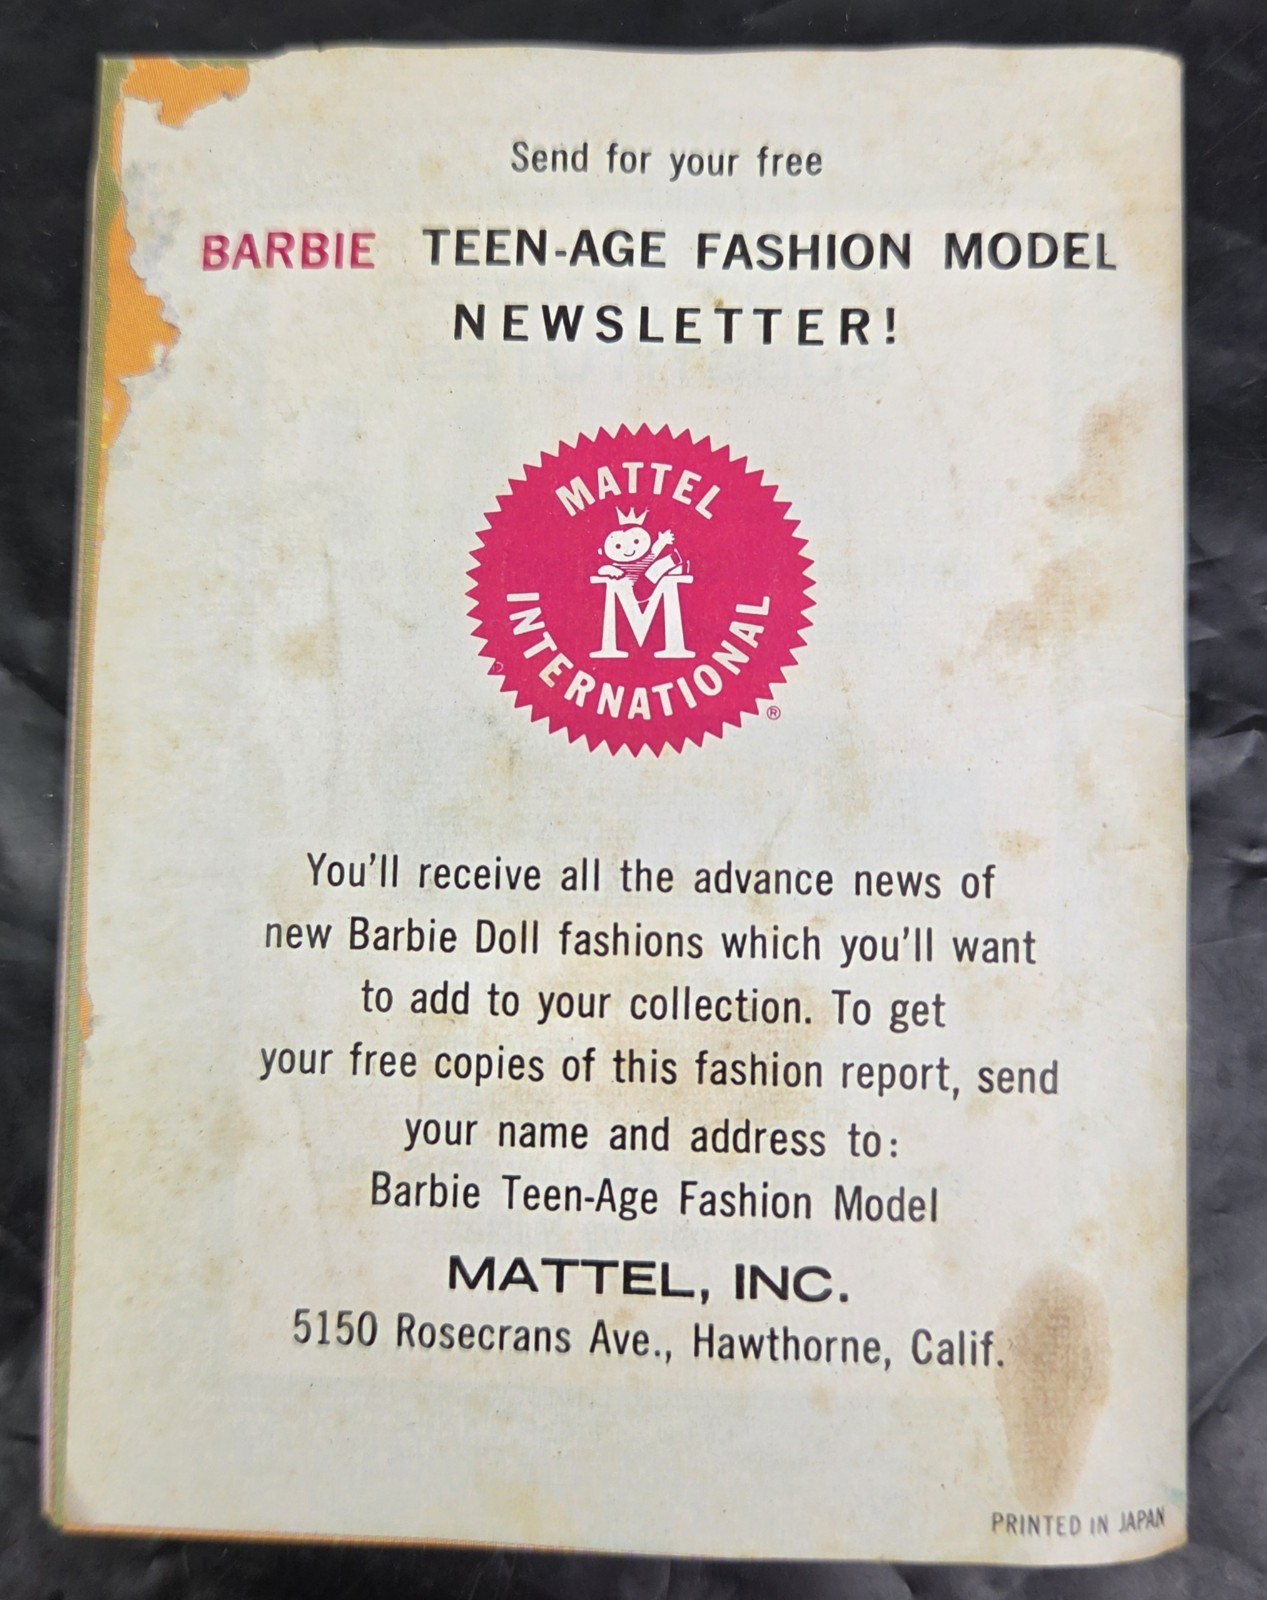 Send for your free
BARBIE TEEN-AGE FASHION MODEL
NEWSLETTER!
MATTEL
M
INTERNATIONAL
®
You'll receive all the advance news of
new Barbie Doll fashions which you'll want
to add to your collection. To get
your free copies of this fashion report, send
your name and address to:
Barbie Teen-Age Fashion Model
MATTEL, INC.
5150 Rosecrans Ave., Hawthorne, Calif.
PRINTED IN JAPAN